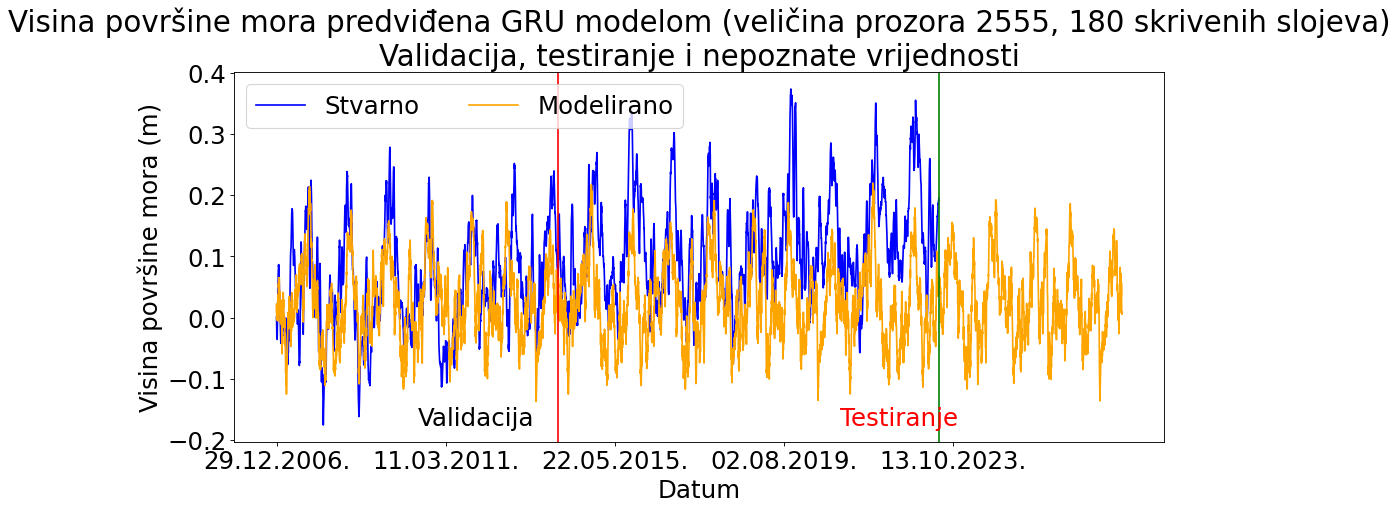 Visina površine mora predviđena GRU modelom (veličina prozora 2555, 180 skrivenih slojeva)
Validacija, testiranje i nepoznate vrijednosti
Stvarno Modelirano
Visina površine mora (m)
0.4
0.3
0.2
0.1
0.0
−0.1
−0.2
Validacija Testiranje
29.12.2006. 11.03.2011. 22.05.2015. 02.08.2019. 13.10.2023.
Datum